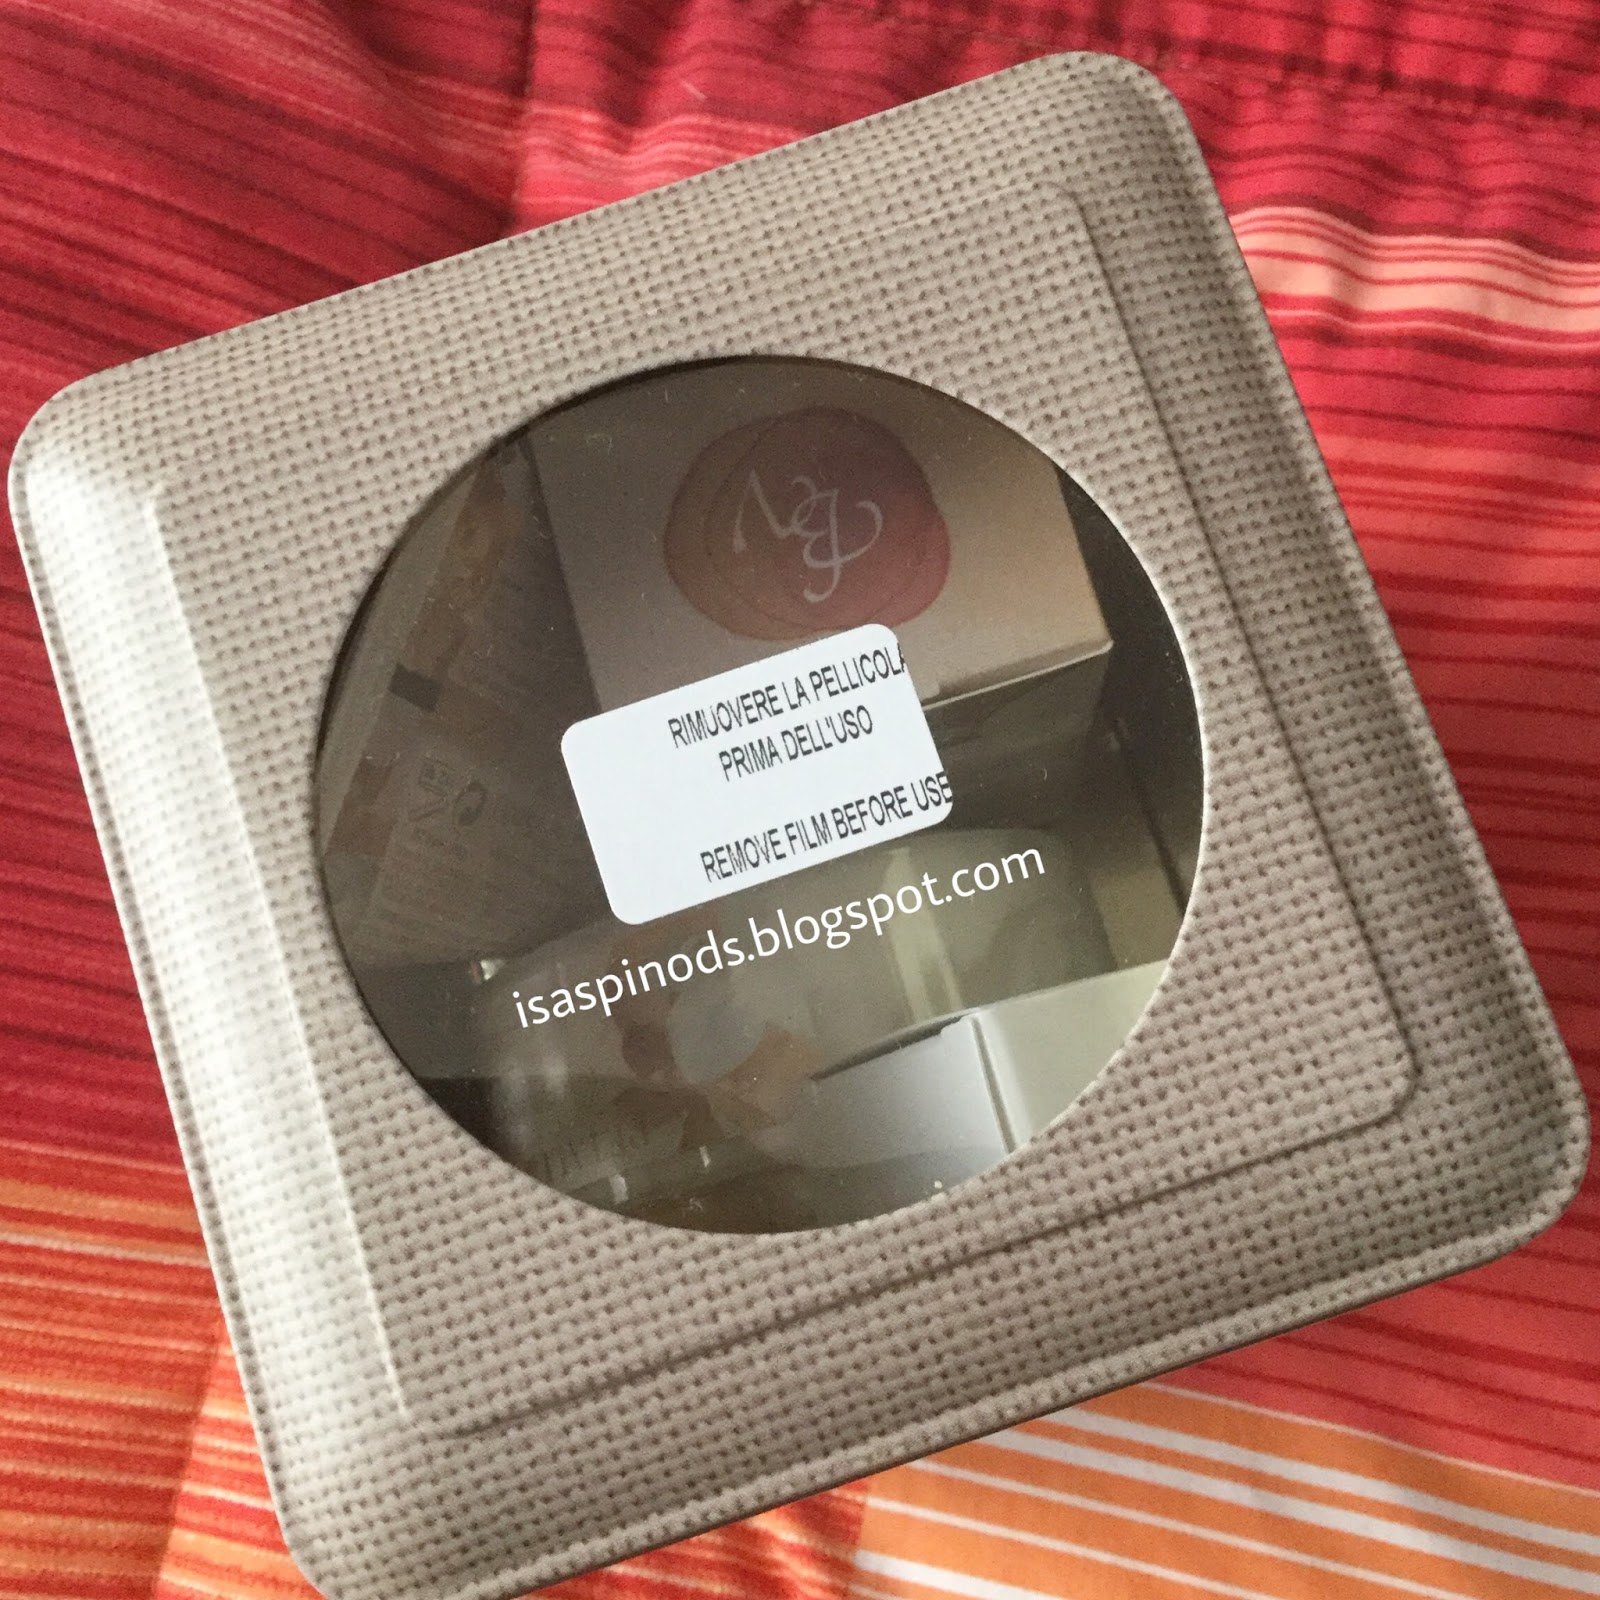 RIMUOVERE LA PELLICOLA
PRIMA DELL'USO
REMOVE FILM BEFORE USE
isaspinods.blogspot.com